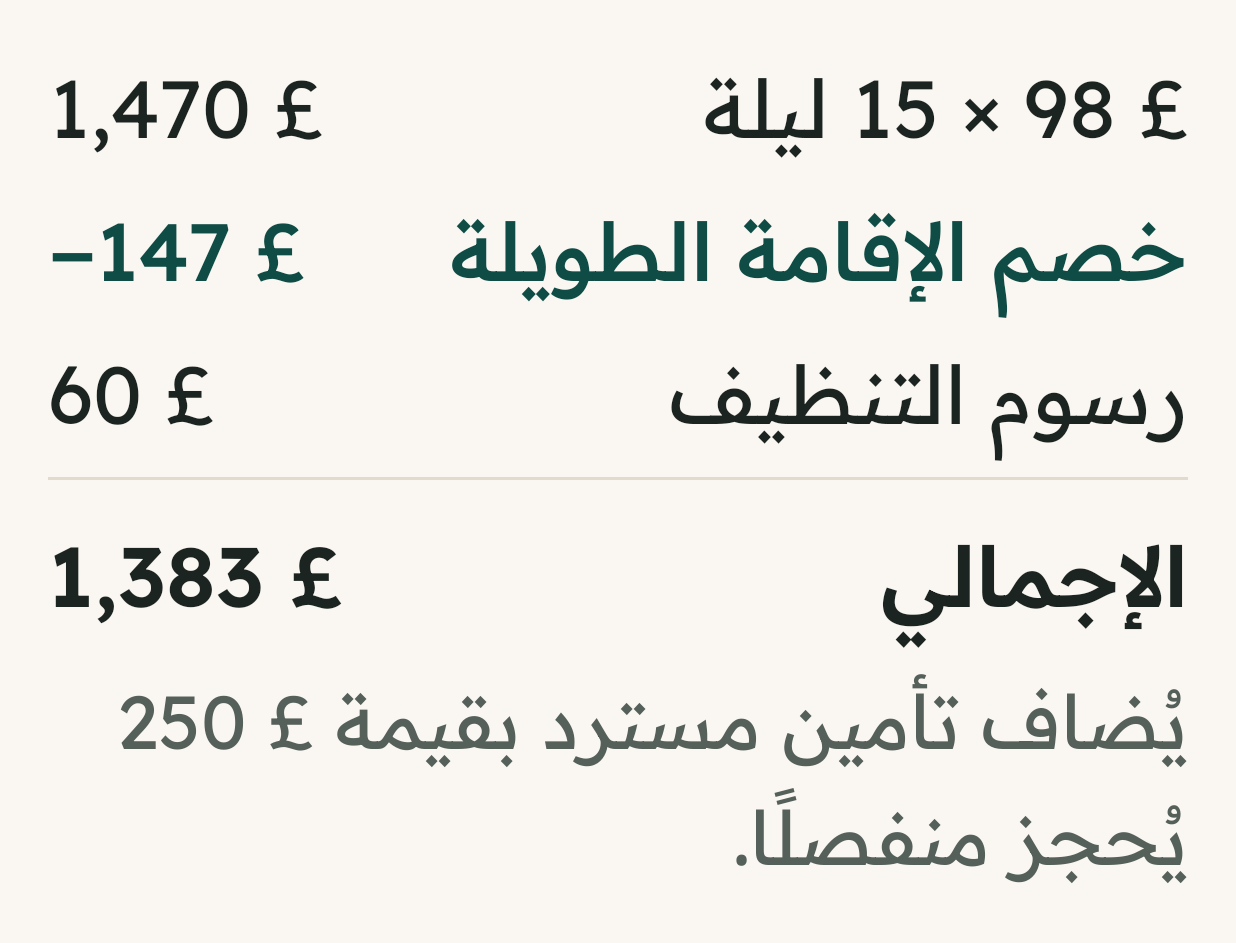 £ 98 × 15 ليلة
1,470 £
خصم الإقامة الطويلة
−147 £
رسوم التنظيف
60 £
الإجمالي
1,383 £
يُضاف تأمين مسترد بقيمة £ 250
يُحجز منفصلًا.